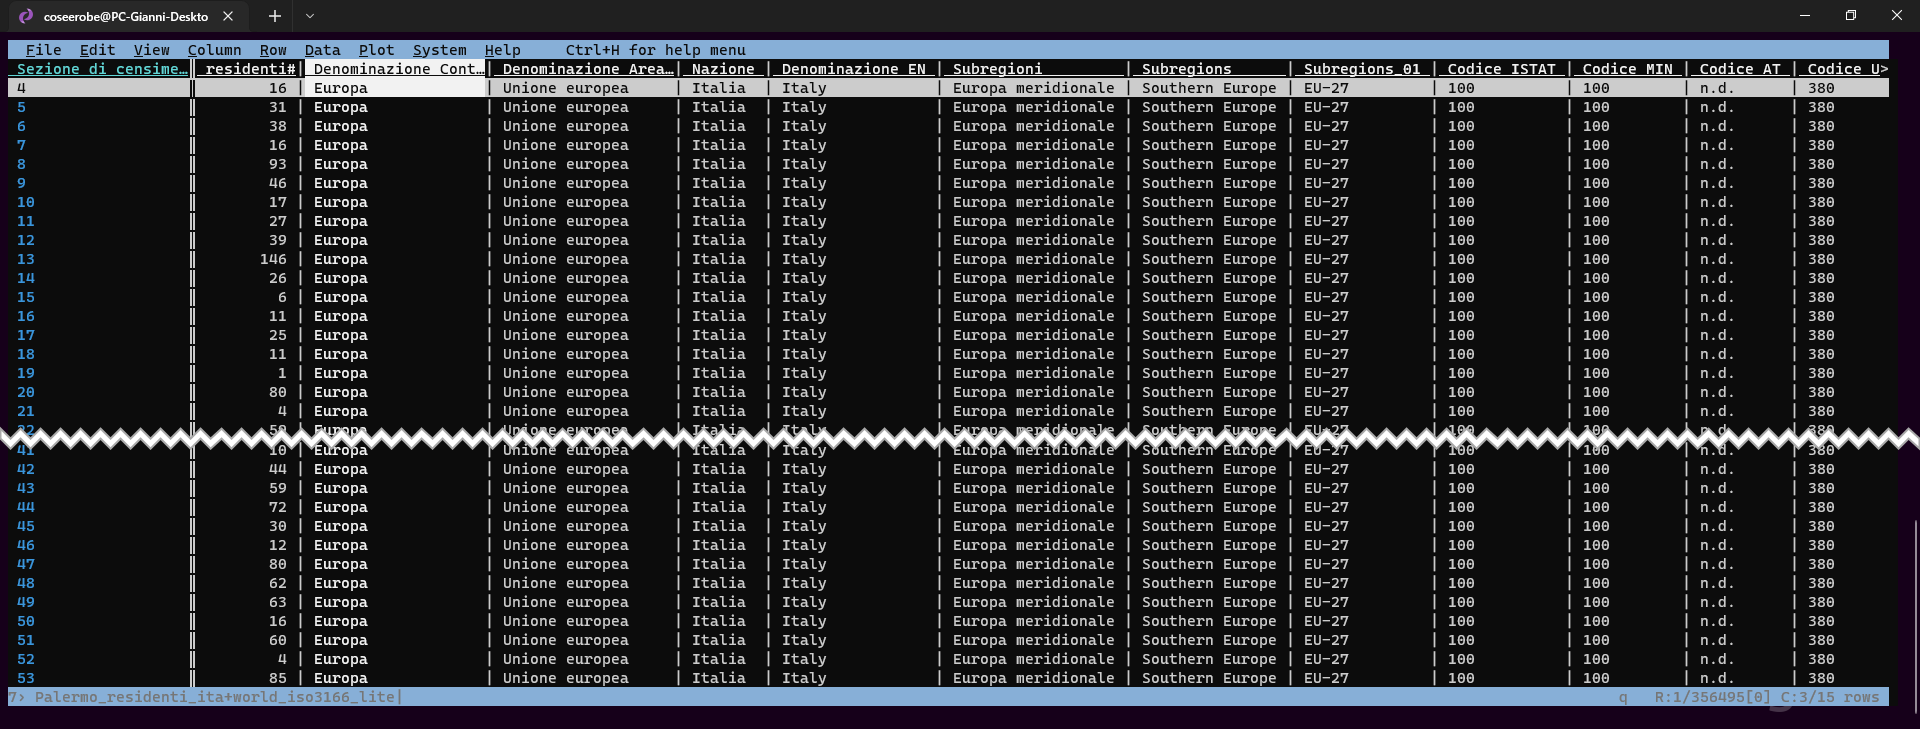 coseerobe@PC-Gianni-Deskto
File Edit View Column Row Data Plot System Help Ctrl+H for help menu
Sezione di censime…‖ residenti#| Denominazione Cont…| Denominazione Area…| Nazione | Denominazione EN | Subregioni | Subregions | Subregions_01 | Codice ISTAT | Codice MIN | Codice AT | Codice U>
4 ‖ 16 | Europa | Unione europea | Italia | Italy | Europa meridionale | Southern Europe | EU-27 | 100 | 100 | n.d. | 380
5 ‖ 31 | Europa | Unione europea | Italia | Italy | Europa meridionale | Southern Europe | EU-27 | 100 | 100 | n.d. | 380
6 ‖ 38 | Europa | Unione europea | Italia | Italy | Europa meridionale | Southern Europe | EU-27 | 100 | 100 | n.d. | 380
7 ‖ 16 | Europa | Unione europea | Italia | Italy | Europa meridionale | Southern Europe | EU-27 | 100 | 100 | n.d. | 380
8 ‖ 93 | Europa | Unione europea | Italia | Italy | Europa meridionale | Southern Europe | EU-27 | 100 | 100 | n.d. | 380
9 ‖ 46 | Europa | Unione europea | Italia | Italy | Europa meridionale | Southern Europe | EU-27 | 100 | 100 | n.d. | 380
10 ‖ 17 | Europa | Unione europea | Italia | Italy | Europa meridionale | Southern Europe | EU-27 | 100 | 100 | n.d. | 380
11 ‖ 27 | Europa | Unione europea | Italia | Italy | Europa meridionale | Southern Europe | EU-27 | 100 | 100 | n.d. | 380
12 ‖ 39 | Europa | Unione europea | Italia | Italy | Europa meridionale | Southern Europe | EU-27 | 100 | 100 | n.d. | 380
13 ‖ 146 | Europa | Unione europea | Italia | Italy | Europa meridionale | Southern Europe | EU-27 | 100 | 100 | n.d. | 380
14 ‖ 26 | Europa | Unione europea | Italia | Italy | Europa meridionale | Southern Europe | EU-27 | 100 | 100 | n.d. | 380
15 ‖ 6 | Europa | Unione europea | Italia | Italy | Europa meridionale | Southern Europe | EU-27 | 100 | 100 | n.d. | 380
16 ‖ 11 | Europa | Unione europea | Italia | Italy | Europa meridionale | Southern Europe | EU-27 | 100 | 100 | n.d. | 380
17 ‖ 25 | Europa | Unione europea | Italia | Italy | Europa meridionale | Southern Europe | EU-27 | 100 | 100 | n.d. | 380
18 ‖ 11 | Europa | Unione europea | Italia | Italy | Europa meridionale | Southern Europe | EU-27 | 100 | 100 | n.d. | 380
19 ‖ 1 | Europa | Unione europea | Italia | Italy | Europa meridionale | Southern Europe | EU-27 | 100 | 100 | n.d. | 380
20 ‖ 80 | Europa | Unione europea | Italia | Italy | Europa meridionale | Southern Europe | EU-27 | 100 | 100 | n.d. | 380
21 ‖ 4 | Europa | Unione europea | Italia | Italy | Europa meridionale | Southern Europe | EU-27 | 100 | 100 | n.d. | 380
41 ‖ 10 | Europa | Unione europea | Italia | Italy | Europa meridionale | Southern Europe | EU-27 | 100 | 100 | n.d. | 380
42 ‖ 44 | Europa | Unione europea | Italia | Italy | Europa meridionale | Southern Europe | EU-27 | 100 | 100 | n.d. | 380
43 ‖ 59 | Europa | Unione europea | Italia | Italy | Europa meridionale | Southern Europe | EU-27 | 100 | 100 | n.d. | 380
44 ‖ 72 | Europa | Unione europea | Italia | Italy | Europa meridionale | Southern Europe | EU-27 | 100 | 100 | n.d. | 380
45 ‖ 30 | Europa | Unione europea | Italia | Italy | Europa meridionale | Southern Europe | EU-27 | 100 | 100 | n.d. | 380
46 ‖ 12 | Europa | Unione europea | Italia | Italy | Europa meridionale | Southern Europe | EU-27 | 100 | 100 | n.d. | 380
47 ‖ 80 | Europa | Unione europea | Italia | Italy | Europa meridionale | Southern Europe | EU-27 | 100 | 100 | n.d. | 380
48 ‖ 62 | Europa | Unione europea | Italia | Italy | Europa meridionale | Southern Europe | EU-27 | 100 | 100 | n.d. | 380
49 ‖ 63 | Europa | Unione europea | Italia | Italy | Europa meridionale | Southern Europe | EU-27 | 100 | 100 | n.d. | 380
50 ‖ 16 | Europa | Unione europea | Italia | Italy | Europa meridionale | Southern Europe | EU-27 | 100 | 100 | n.d. | 380
51 ‖ 60 | Europa | Unione europea | Italia | Italy | Europa meridionale | Southern Europe | EU-27 | 100 | 100 | n.d. | 380
52 ‖ 4 | Europa | Unione europea | Italia | Italy | Europa meridionale | Southern Europe | EU-27 | 100 | 100 | n.d. | 380
53 ‖ 85 | Europa | Unione europea | Italia | Italy | Europa meridionale | Southern Europe | EU-27 | 100 | 100 | n.d. | 380
7› Palermo_residenti_ita+world_iso3166_lite| q R:1/356495[0] C:3/15 rows